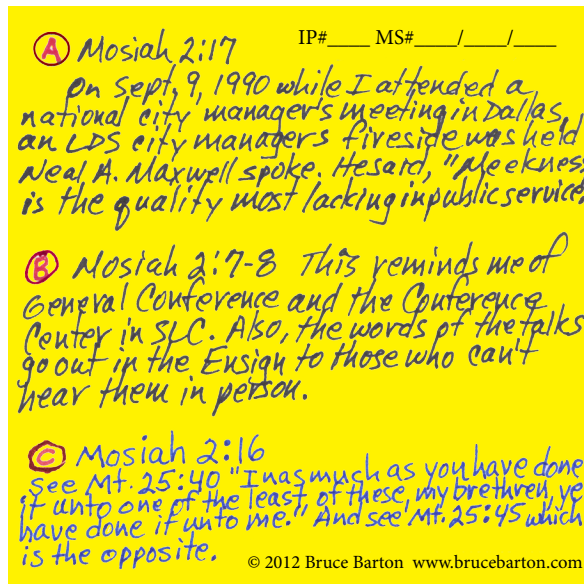 A Mosiah 2:17
IP#____ MS#____/____/____
On Sept. 9, 1990 while I attended a
national city manager's meeting in Dallas,
an LDS city managers fireside was held
Neal A. Maxwell spoke. He said, "Meekness
is the quality most lacking in public service.
B Mosiah 2:7-8 This reminds me of
General Conference and the Conference
Center in SLC. Also, the words of the talks
go out in the Ensign to those who can't
hear them in person.
C Mosiah 2:16
See Mt. 25:40 "Inasmuch as you have done
it unto one of the least of these, my brethren, ye
have done it unto me." And see Mt. 25:45 which
is the opposite.
© 2012 Bruce Barton www.brucebarton.com